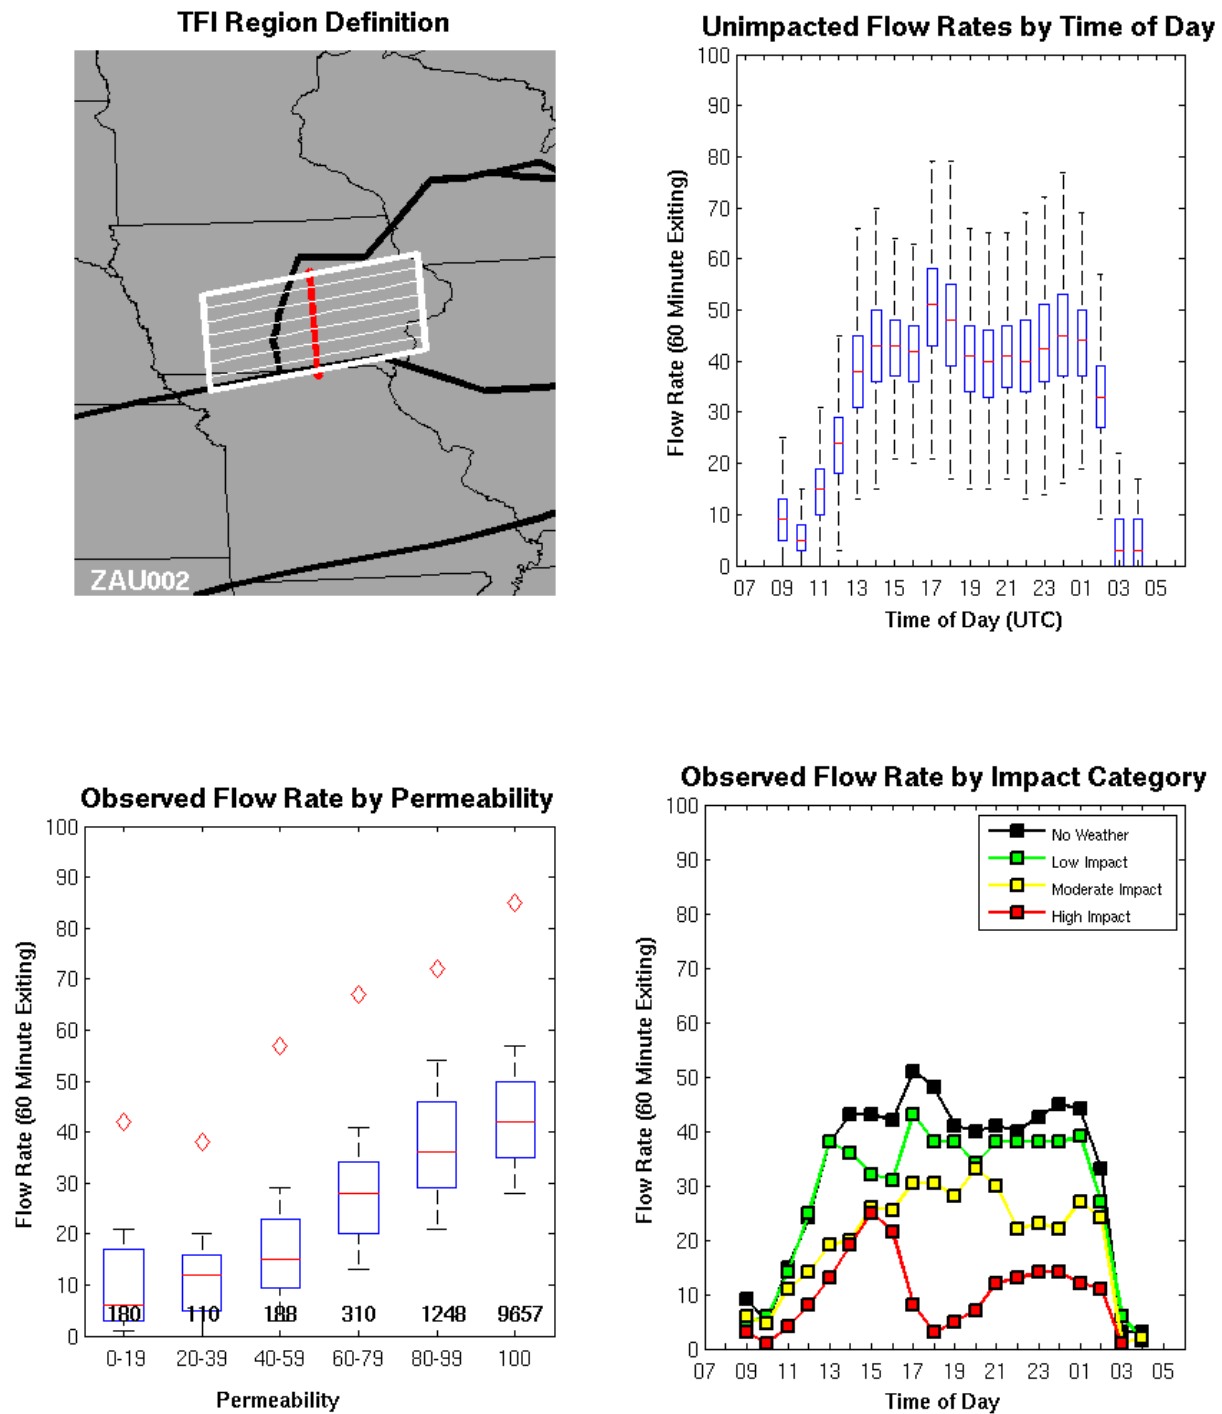 TFI Region Definition
ZAU002
Unimpacted Flow Rates by Time of Day
Flow Rate (60 Minute Exiting)
100
90
80
70
60
50
40
30
20
10
0
07 09 11 13 15 17 19 21 23 01 03 05
Time of Day (UTC)
Observed Flow Rate by Permeability
Flow Rate (60 Minute Exiting)
100
90
80
70
60
50
40
30
20
10
0
180 110 188 310 1248 9657
0-19 20-39 40-59 60-79 80-99 100
Permeability
Observed Flow Rate by Impact Category
Flow Rate (60 Minute Exiting)
100
90
80
70
60
50
40
30
20
10
0
No Weather
Low Impact
Moderate Impact
High Impact
07 09 11 13 15 17 19 21 23 01 03 05
Time of Day